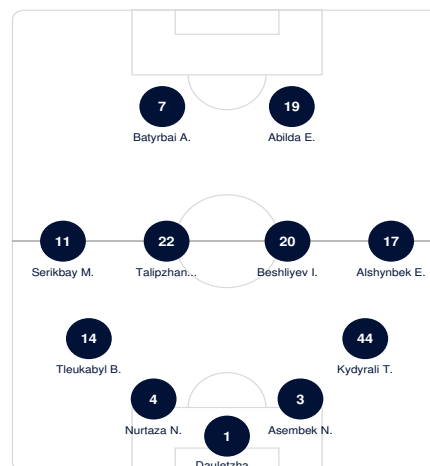 7 19
Batyrbai A. Abilda E.
11 22 20 17
Serikbay M. Talipzhan... Beshliyev I. Alshynbek E.
14 44
Tleukabyl B. Kydyrali T.
4 3
Nurtaza N. Asembek N.
1
Dauletzha...